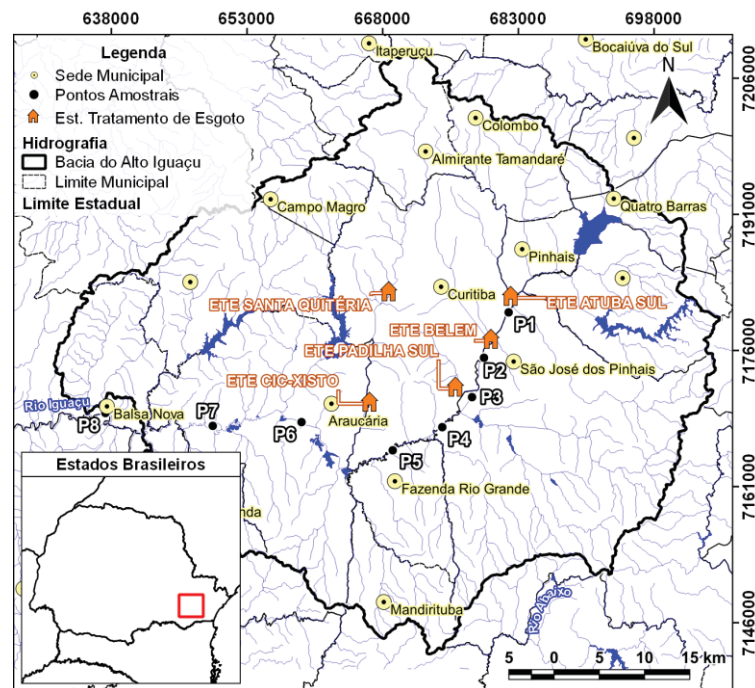 638000 653000 668000 683000 698000
Legenda
Sede Municipal
Pontos Amostrais
Est. Tratamento de Esgoto
Hidrografia
Bacia do Alto Iguaçu
Limite Municipal
Limite Estadual
Itaperuçu
Bocaiúva do Sul
N
Colombo
Almirante Tamandaré
Campo Magro
Quatro Barras
Pinhais
ETE SANTA QUITÉRIA
Curitiba
ETE ATUBA SUL
P1
ETE BELEM
ETE PADILHA SUL
P2
São José dos Pinhais
ETE CIC-XISTO
P3
Rio Iguaçu
Balsa Nova
P8
P7
P6
Araucária
P4
P5
Fazenda Rio Grande
nda
Mandirituba
Rio Abaixo
Estados Brasileiros
5 0 5 10 15 km
7206000
7191000
7176000
7161000
7146000